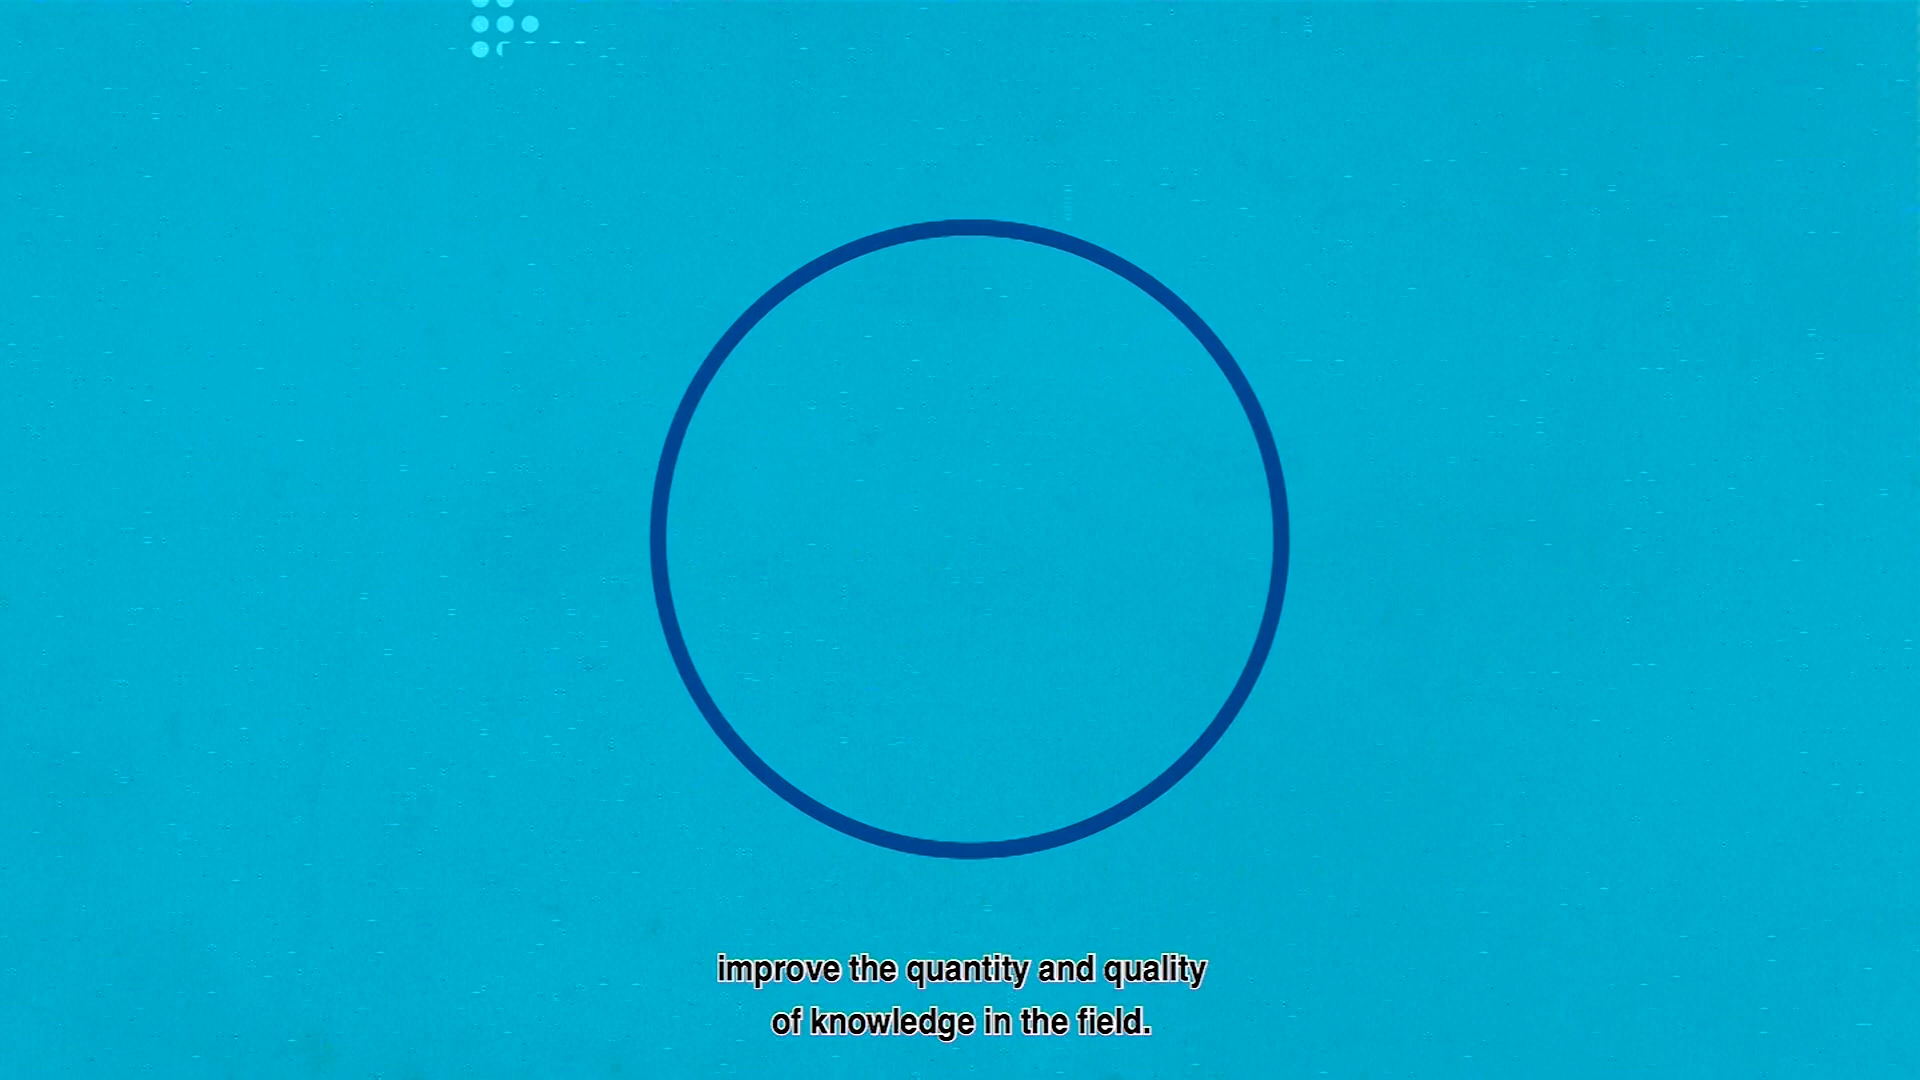 improve the quantity and quality
of knowledge in the field.